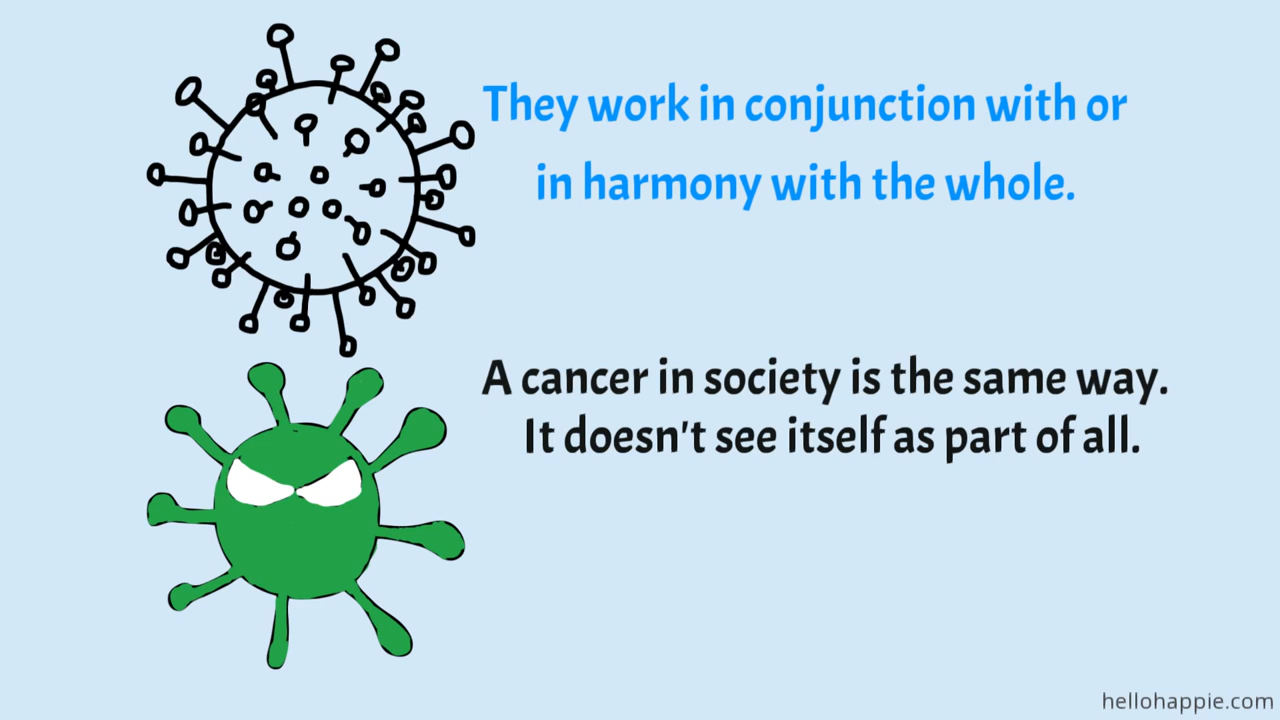 They work in conjunction with or
in harmony with the whole.
A cancer in society is the same way.
It doesn't see itself as part of all.
hellohappie.com